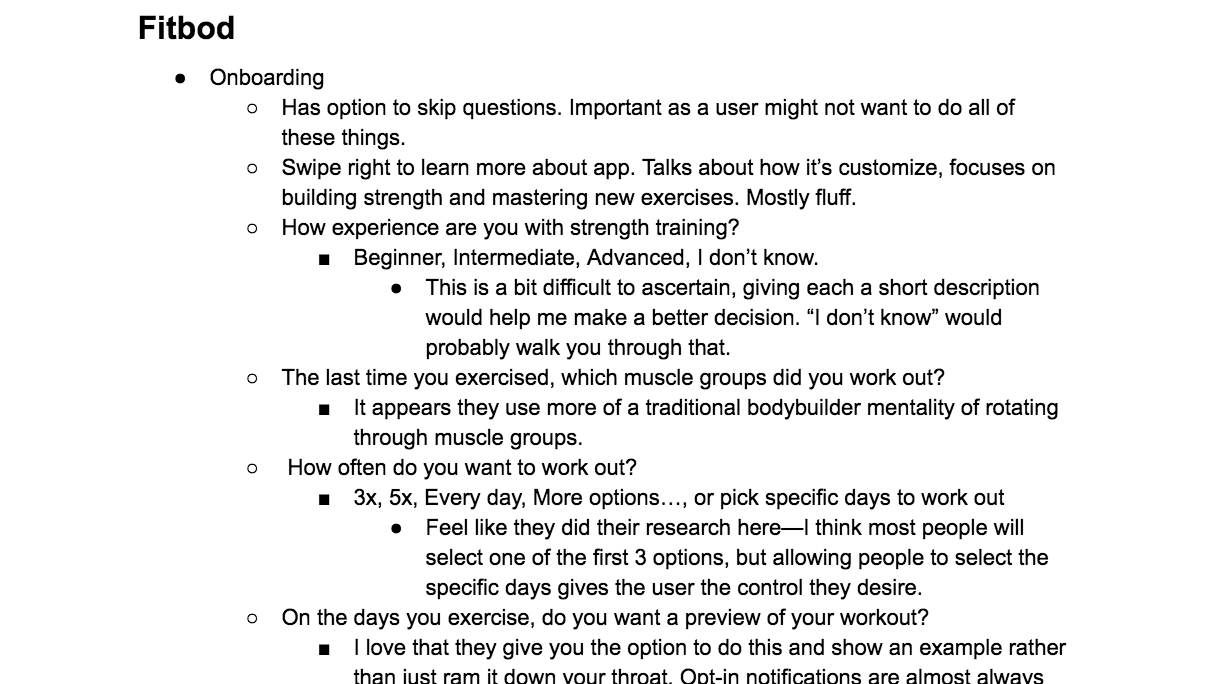 Fitbod
● Onboarding
○ Has option to skip questions. Important as a user might not want to do all of
these things.
○ Swipe right to learn more about app. Talks about how it’s customize, focuses on
building strength and mastering new exercises. Mostly fluff.
○ How experience are you with strength training?
■ Beginner, Intermediate, Advanced, I don’t know.
● This is a bit difficult to ascertain, giving each a short description
would help me make a better decision. “I don’t know” would
probably walk you through that.
○ The last time you exercised, which muscle groups did you work out?
■ It appears they use more of a traditional bodybuilder mentality of rotating
through muscle groups.
○ How often do you want to work out?
■ 3x, 5x, Every day, More options…, or pick specific days to work out
● Feel like they did their research here—I think most people will
select one of the first 3 options, but allowing people to select the
specific days gives the user the control they desire.
○ On the days you exercise, do you want a preview of your workout?
■ I love that they give you the option to do this and show an example rather
than just ram it down your throat. Opt-in notifications are almost always